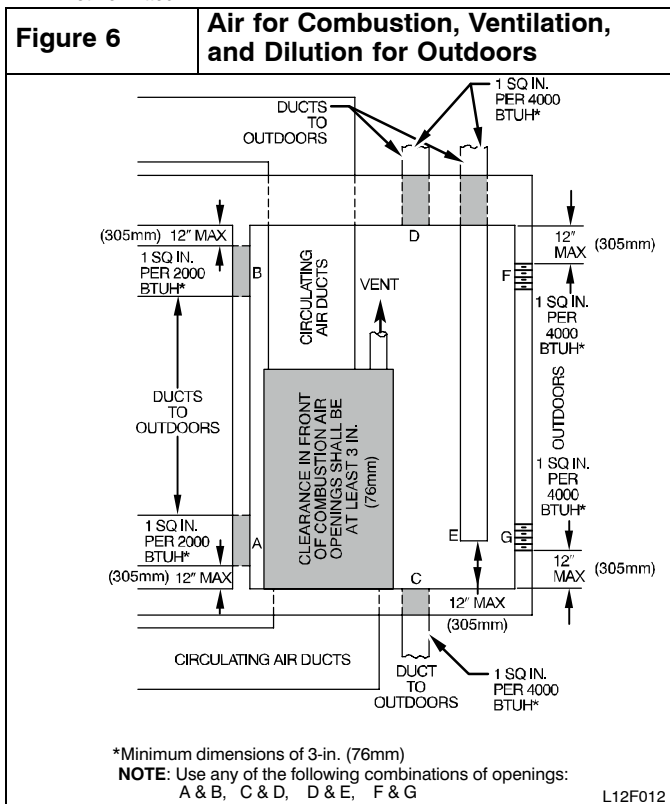 Figure 6
Air for Combustion, Ventilation,
and Dilution for Outdoors
DUCTS
TO
OUTDOORS
1 SQ IN.
PER 4000
BTUH*
(305mm) 12" MAX
1 SQ IN.
PER 2000
BTUH*
B
D
CIRCULATING
AIR DUCTS
VENT
12"
MAX
(305mm)
F
1 SQ IN.
PER
4000
BTUH*
DUCTS
TO
OUTDOORS
CLEARANCE IN FRONT
OF COMBUSTION AIR
OPENINGS SHALL BE
AT LEAST 3 IN.
(76mm)
OUTDOORS
1 SQ IN.
PER
4000
BTUH*
1 SQ IN.
PER 2000
BTUH*
A
E
G
(305mm) 12" MAX
C
12"
MAX
(305mm)
12" MAX
(305mm)
CIRCULATING AIR DUCTS
DUCT
TO
OUTDOORS
1 SQ IN.
PER 4000
BTUH*
*Minimum dimensions of 3-in. (76mm)
NOTE: Use any of the following combinations of openings:
A & B, C & D, D & E, F & G
L12F012